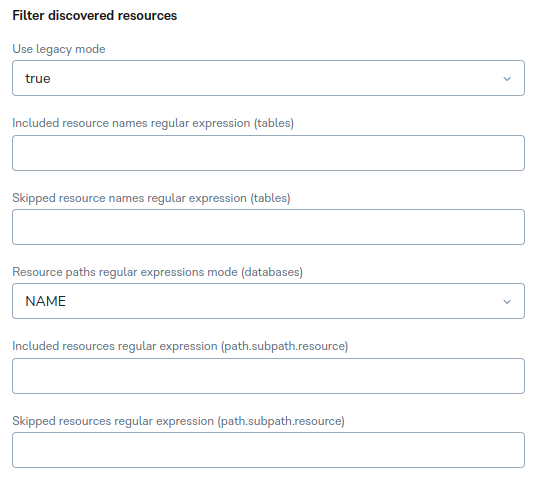 Filter discovered resources
Use legacy mode
true
Included resource names regular expression (tables)
Skipped resource names regular expression (tables)
Resource paths regular expressions mode (databases)
NAME
Included resources regular expression (path.subpath.resource)
Skipped resources regular expression (path.subpath.resource)